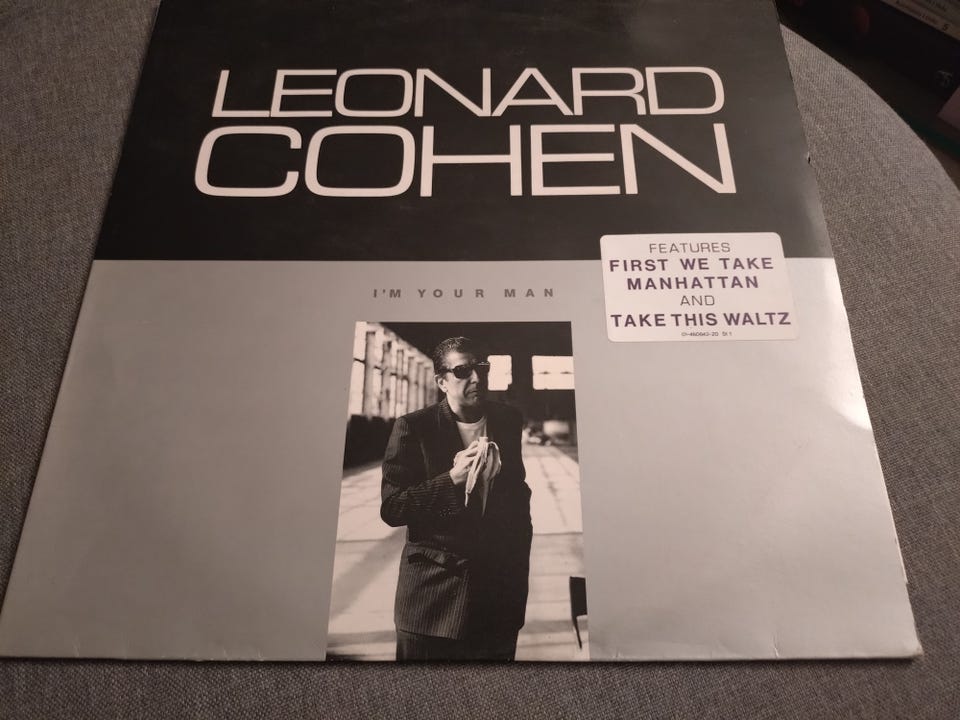 LEONARD
COHEN
I'M YOUR MAN
FEATURES
FIRST WE TAKE
MANHATTAN
AND
TAKE THIS WALTZ